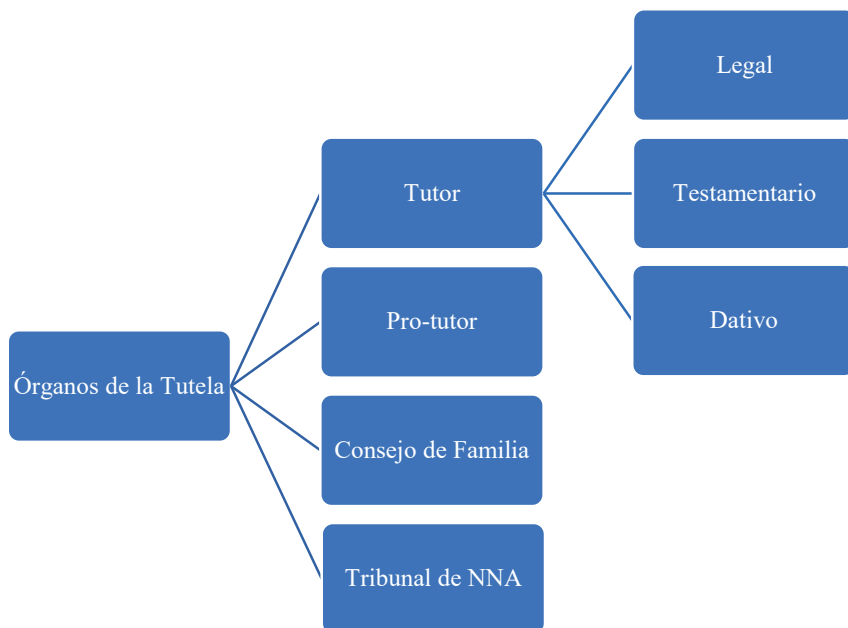 Órganos de la Tutela
Tutor
Legal
Testamentario
Dativo
Pro-tutor
Consejo de Familia
Tribunal de NNA